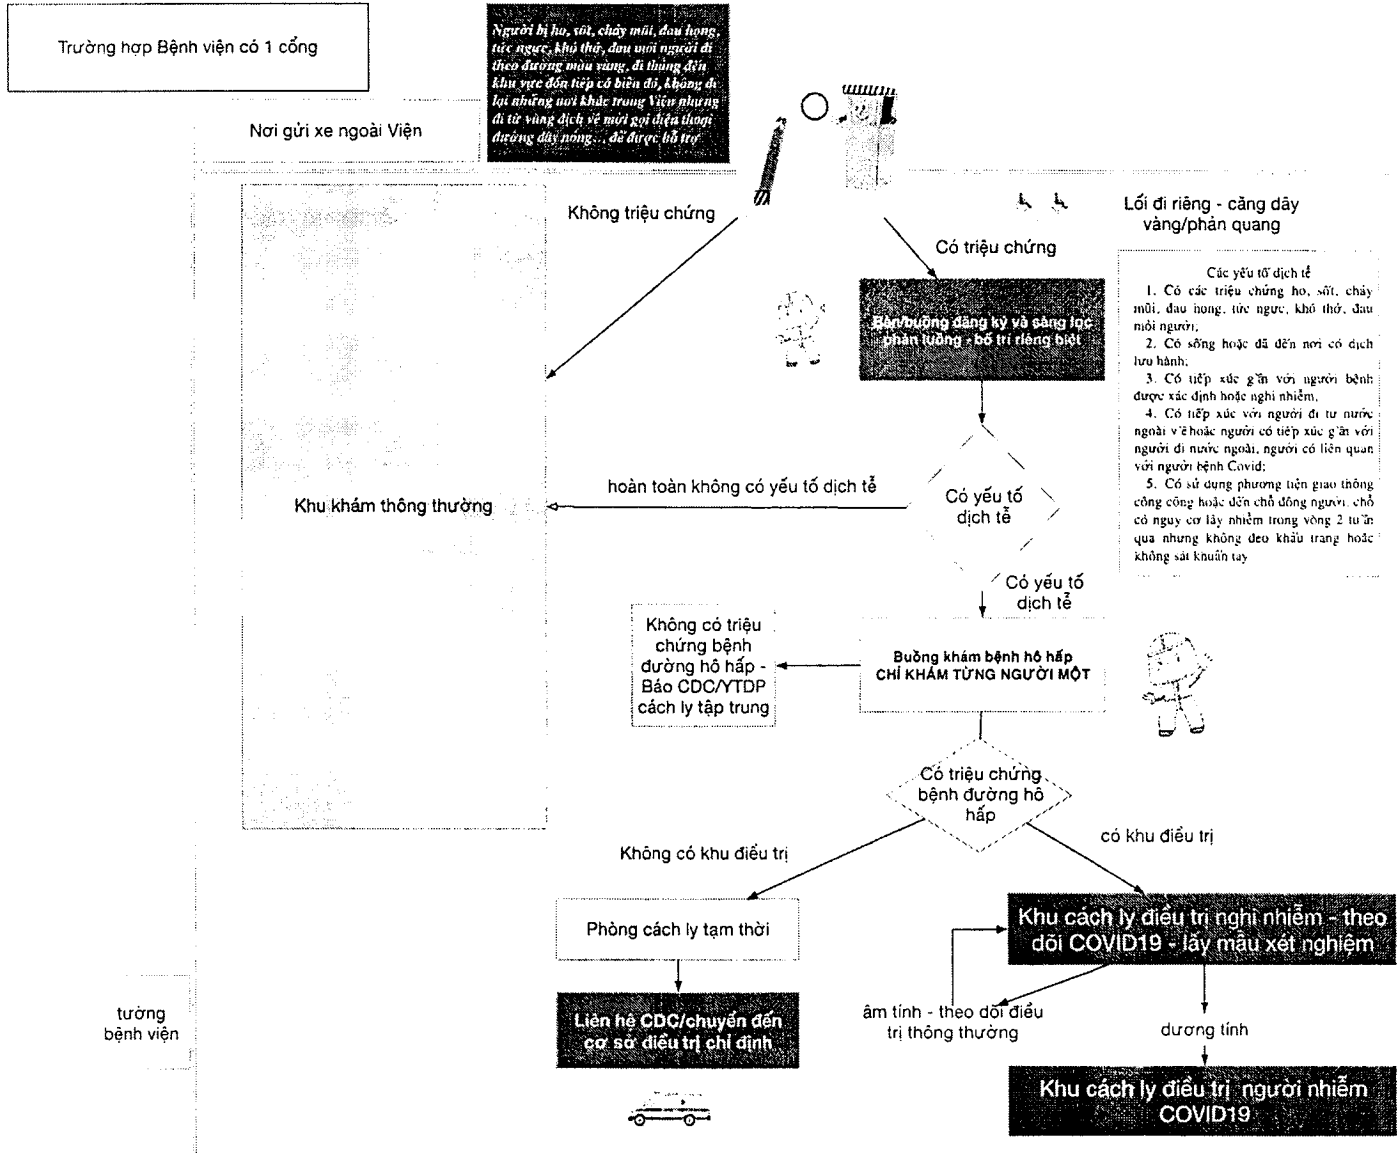 Trường hợp Bệnh viện có 1 cổng
Người bị ho, sốt, chảy mũi, đau họng,
tức ngực, khó thở, đau mỏi người đi
theo đường màu vàng, đi thẳng đến
khu vực đón tiếp có biển đỏ, không đi
lại những nơi khác trong Viện nhưng
đi từ vùng dịch về mời gọi điện thoại
đường dây nóng... để được hỗ trợ
Nơi gửi xe ngoài Viện
Không triệu chứng
Có triệu chứng
Lối đi riêng - căng dây
vàng/phản quang
Bàn/buồng đăng ký và sàng lọc
phân luồng - bố trí riêng biệt
Các yếu tố dịch tễ
1. Có các triệu chứng ho, sốt, chảy
mũi, đau họng, tức ngực, khó thở, đau
mỏi người;
2. Có sống hoặc đã đến nơi có dịch
lưu hành;
3. Có tiếp xúc gần với người bệnh
được xác định hoặc nghi nhiễm,
4. Có tiếp xúc với người đi từ nước
ngoài về hoặc người có tiếp xúc gần với
người đi nước ngoài, người có liên quan
với người bệnh Covid;
5. Có sử dụng phương tiện giao thông
công cộng hoặc đến chỗ đông người, chỗ
có nguy cơ lây nhiễm trong vòng 2 tuần
qua nhưng không đeo khẩu trang hoặc
không sát khuẩn tay
hoàn toàn không có yếu tố dịch tễ
Khu khám thông thường
Có yếu tố
dịch tễ
Có yếu tố
dịch tễ
Không có triệu
chứng bệnh
đường hô hấp -
Báo CDC/YTDP
cách ly tập trung
Buồng khám bệnh hô hấp
CHỈ KHÁM TỪNG NGƯỜI MỘT
Có triệu chứng
bệnh đường hô
hấp
Không có khu điều trị
có khu điều trị
Phòng cách ly tạm thời
Khu cách ly điều trị nghi nhiễm - theo
dõi COVID19 - lấy mẫu xét nghiệm
tường
bệnh viện
Liên hệ CDC/chuyển đến
cơ sở điều trị chỉ định
âm tính - theo dõi điều
trị thông thường
dương tính
Khu cách ly điều trị người nhiễm
COVID19